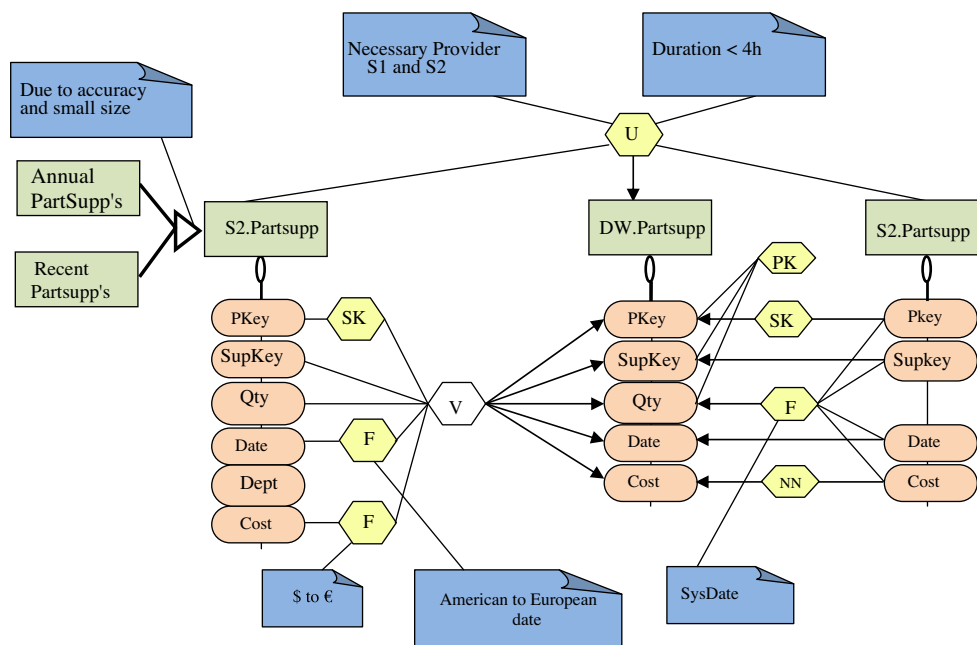 Necessary Provider
S1 and S2
Duration < 4h
Due to accuracy
and small size
U
Annual
PartSupp's
Recent
Partsupp's
S2.Partsupp
DW.Partsupp
S2.Partsupp
PK
PKey
SK
PKey
SK
Pkey
SupKey
SupKey
Supkey
Qty
V
Qty
F
Date
F
Date
Date
Dept
Cost
NN
Cost
Cost
F
$ to €
American to European
date
SysDate